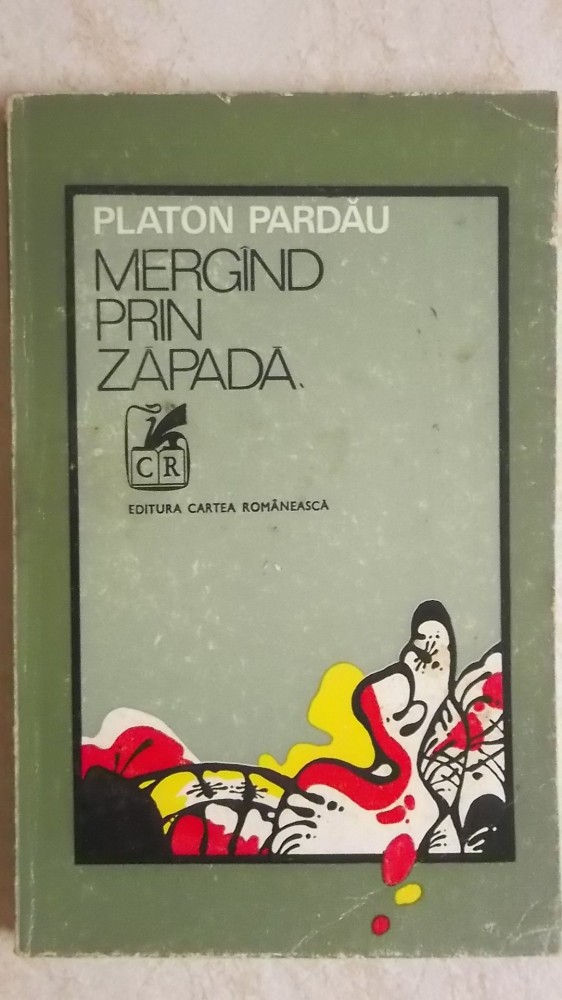 PLATON PARDĂU
MERGÎND
PRIN
ZĂPADĂ
CR
EDITURA CARTEA ROMÂNEASCĂ